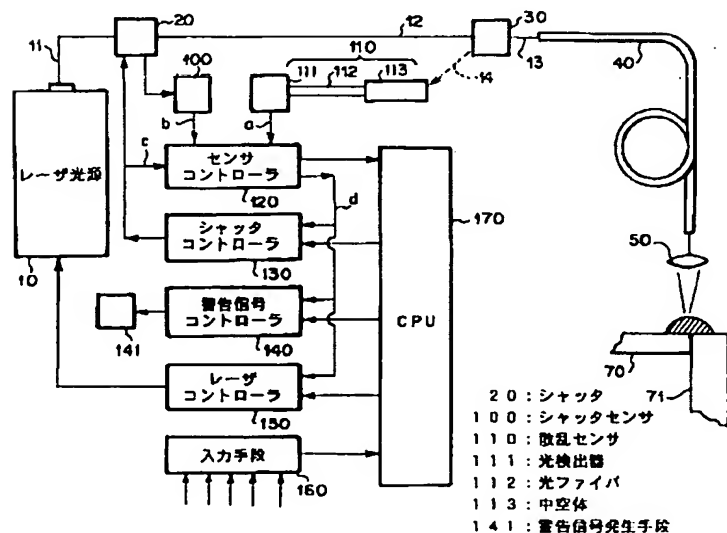 11
20
12
30
13
40
14
110
111
112
113
100
b
a
c
レーザ光源
10
センサ
コントローラ
120
d
シャッタ
コントローラ
130
170
CPU
警告信号
コントローラ
140
141
レーザ
コントローラ
150
入力手段
160
50
70
71
20:シャッタ
100:シャッタセンサ
110:散乱センサ
111:光検出器
112:光ファイバ
113:中空体
141:警告信号発生手段